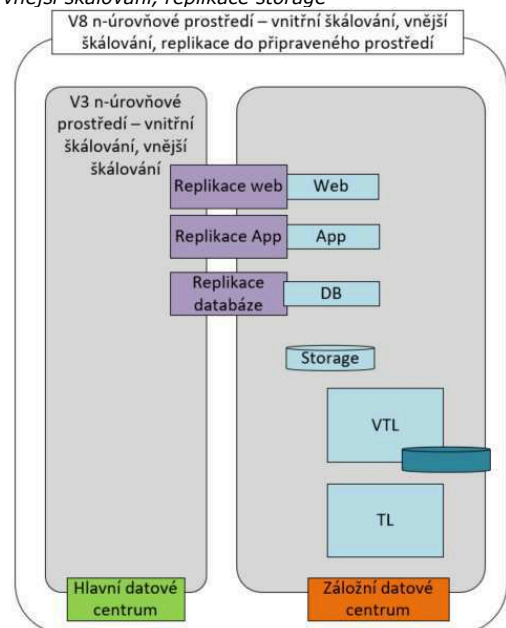 vnější škálování, replikace storage
V8 n-úrovňové prostředí – vnitřní škálování, vnější
škálování, replikace do připraveného prostředí
V3 n-úrovňové
prostředí – vnitřní
škálování, vnější
škálování
Replikace web
Web
Replikace App
App
Replikace
databáze
DB
Storage
VTL
TL
Hlavní datové
centrum
Záložní datové
centrum